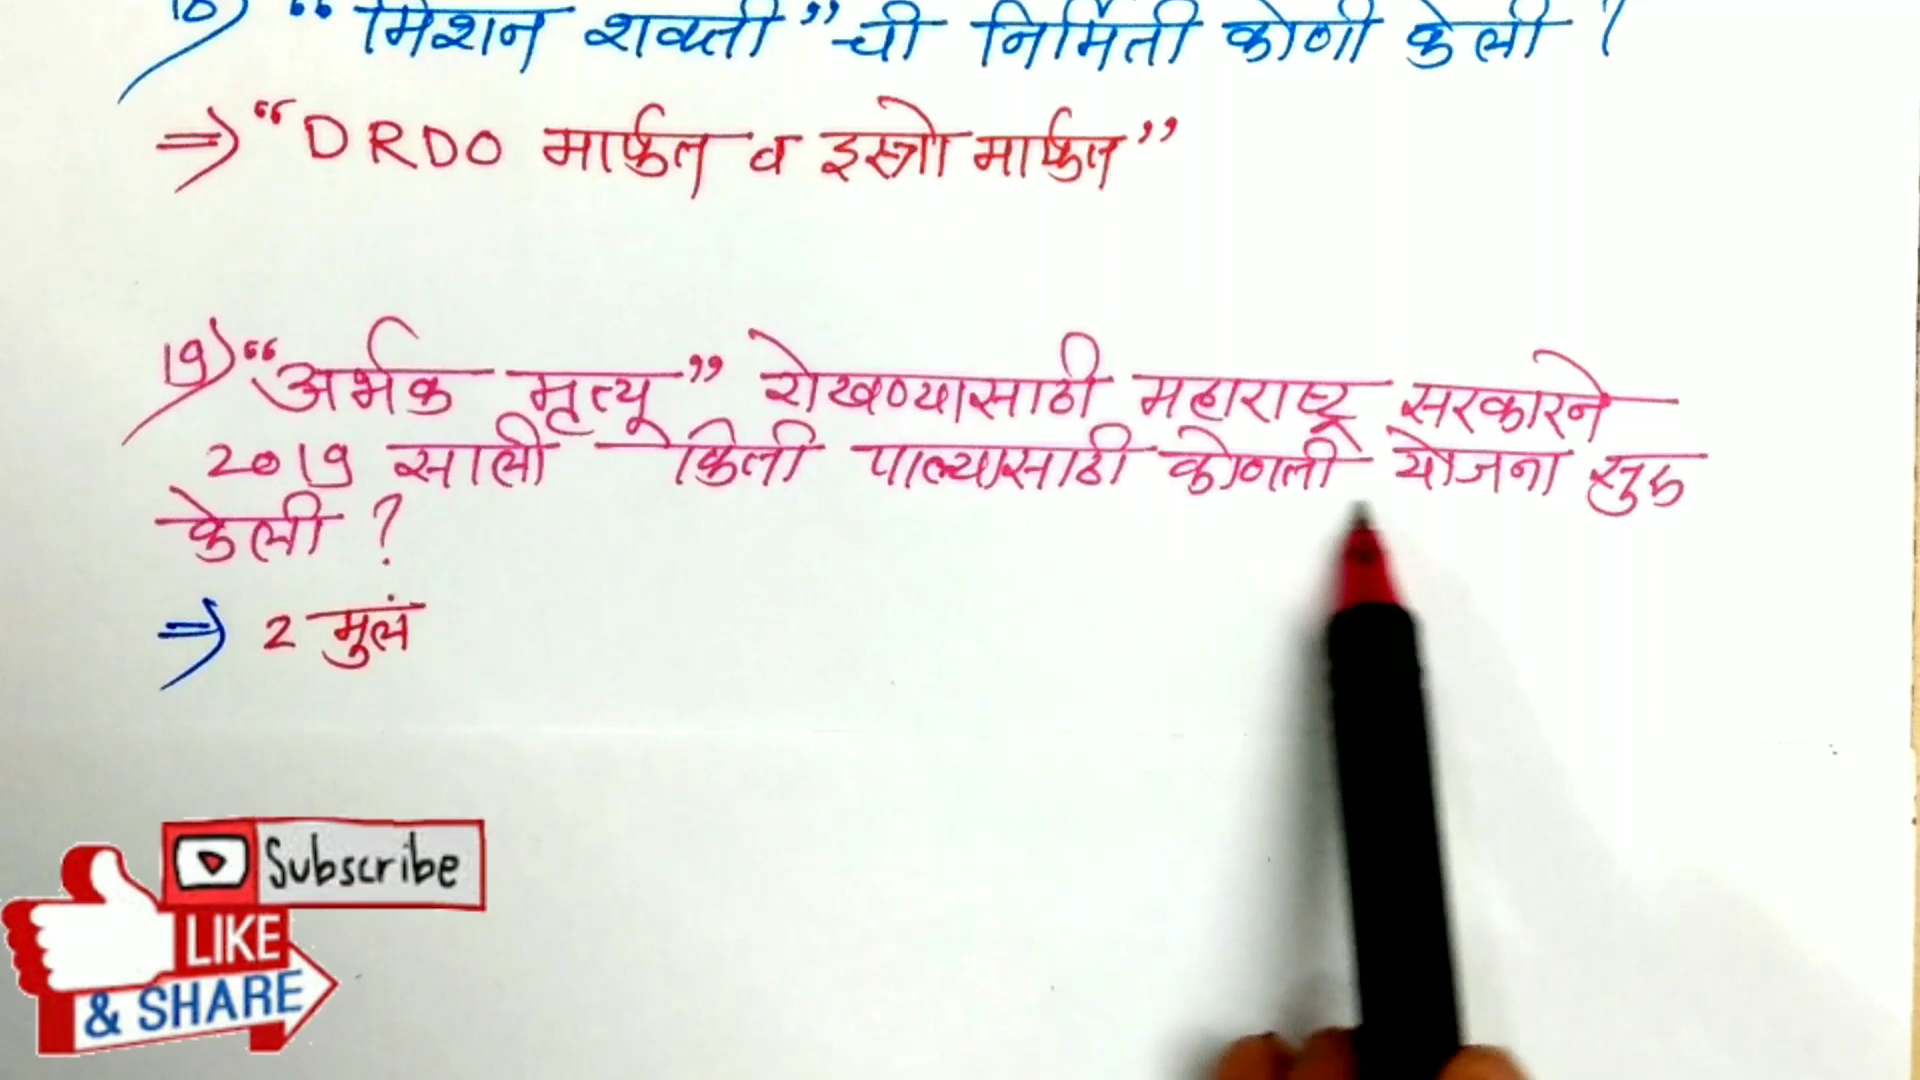 “मिशन शक्ती”ची निर्मिती कोणी केली ?
⇒ “DRDO मार्फत व इस्त्रो मार्फत”
19) “अर्भक मृत्यू” रोखण्यासाठी महाराष्ट्र सरकारने
2019 साली किती पाल्यासाठी कोणती योजना सुरू
केली ?
⇒ 2 मुलं
Subscribe
LIKE
& SHARE